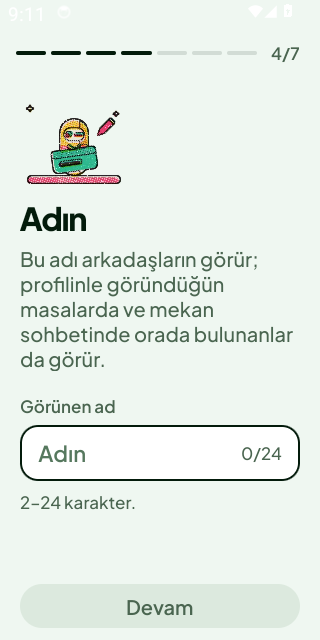 9:11
4/7
Adın
Bu adı arkadaşların görür;
profilinle göründüğün
masalarda ve mekan
sohbetinde orada bulunanlar
da görür.
Görünen ad
Adın 0/24
2–24 karakter.
Devam